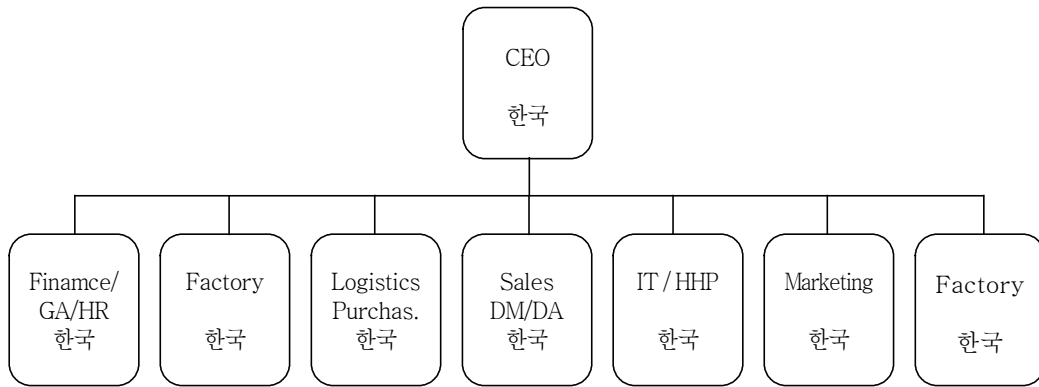 CEO
한국
Finamce/
GA/HR
한국
Factory
한국
Logistics
Purchas.
한국
Sales
DM/DA
한국
IT / HHP
한국
Marketing
한국
Factory
한국